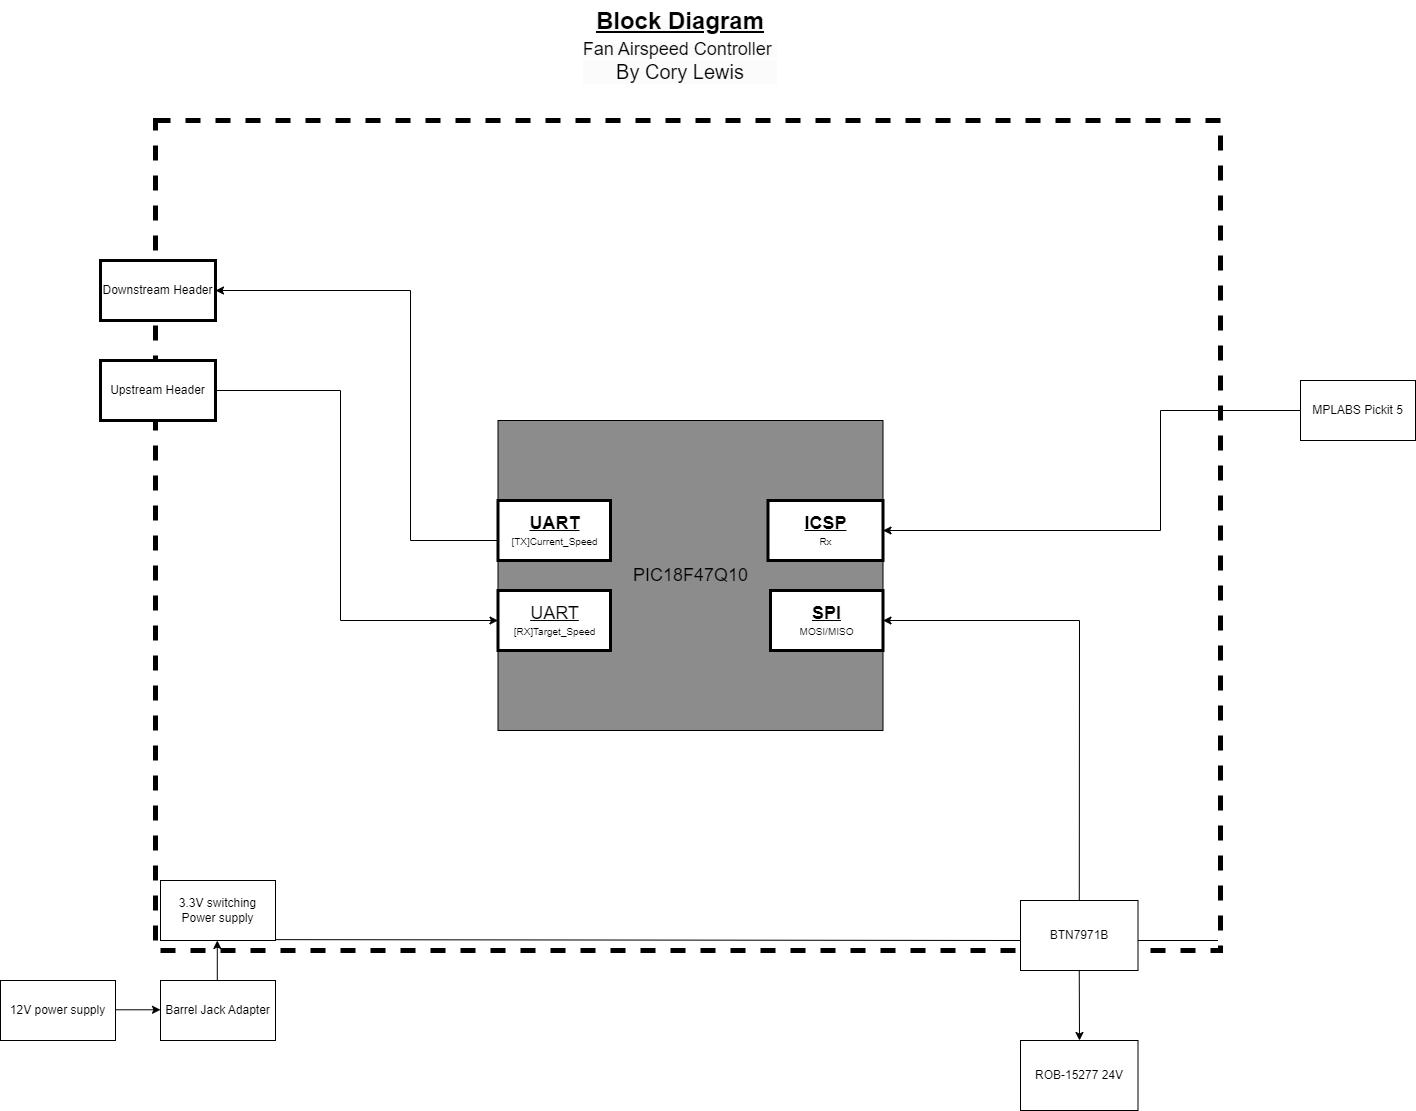 Block Diagram
Fan Airspeed Controller
By Cory Lewis
Downstream Header
Upstream Header
MPLABS Pickit 5
UART
[TX]Current_Speed
ICSP
Rx
PIC18F47Q10
UART
[RX]Target_Speed
SPI
MOSI/MISO
3.3V switching
Power supply
BTN7971B
12V power supply
Barrel Jack Adapter
ROB-15277 24V